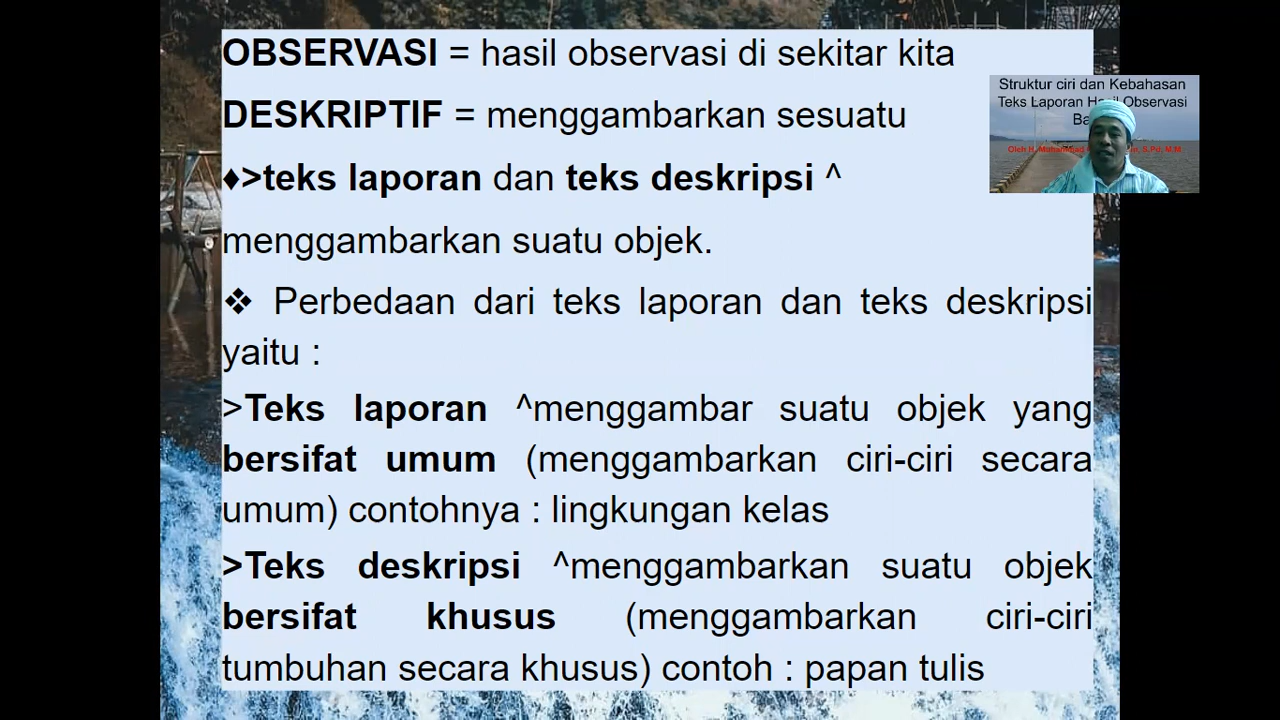 OBSERVASI = hasil observasi di sekitar kita
DESKRIPTIF = menggambarkan sesuatu
♦>teks laporan dan teks deskripsi ^
menggambarkan suatu objek.
❖ Perbedaan dari teks laporan dan teks deskripsi
yaitu :
>Teks laporan ^menggambar suatu objek yang
bersifat umum (menggambarkan ciri-ciri secara
umum) contohnya : lingkungan kelas
>Teks deskripsi ^menggambarkan suatu objek
bersifat khusus (menggambarkan ciri-ciri
tumbuhan secara khusus) contoh : papan tulis
Struktur ciri dan Kebahasan
Teks Laporan Observasi
Oleh H. S.Pd, M.M